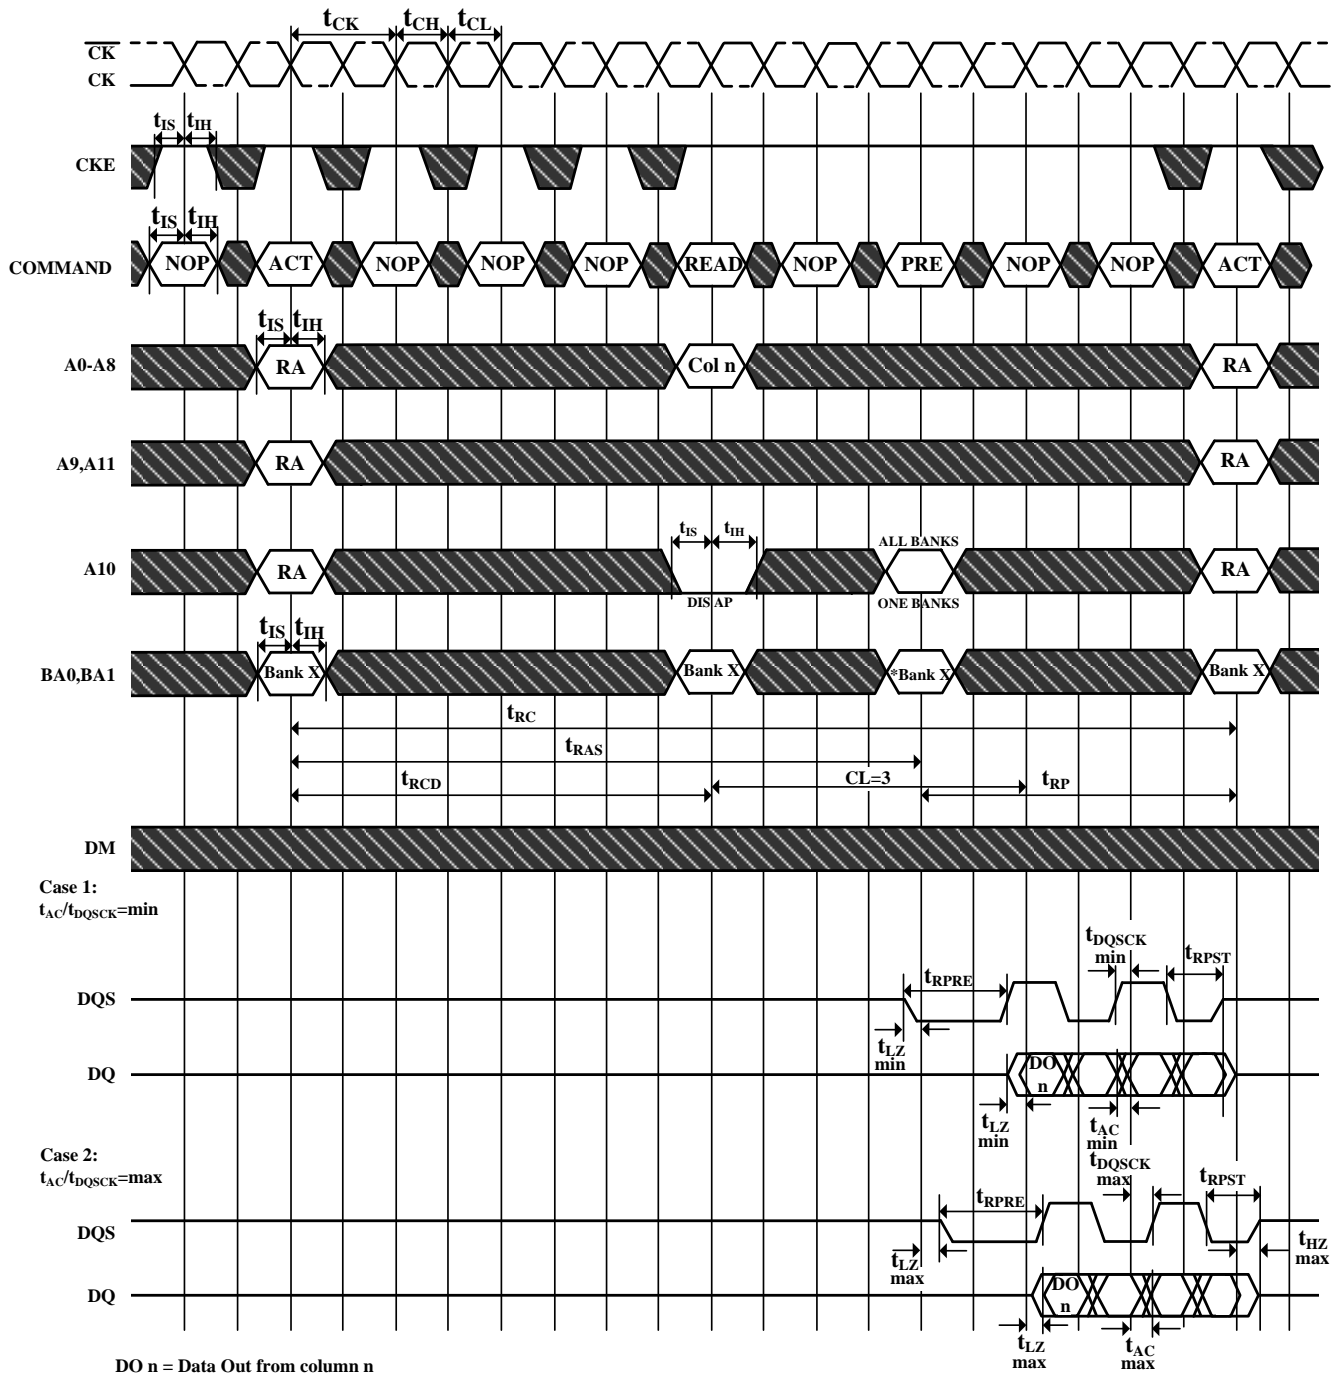 tCK tCH tCL
CK
CK
tIS tIH
CKE
tIS tIH
COMMAND NOP ACT NOP NOP NOP READ NOP PRE NOP NOP ACT
tIS tIH
A0-A8 RA Col n RA
A9,A11 RA RA
tIS tIH ALL BANKS
A10 RA RA
DIS AP ONE BANKS
tIS tIH
BA0,BA1 Bank X Bank X *Bank X Bank X
tRC
tRAS
tRCD CL=3 tRP
DM
Case 1:
tAC/tDQSCK=min
tDQSCK
min
tRPRE tRPST
DQS
tLZ
min
DQ DO
n
tLZ
min
tAC
min
Case 2:
tAC/tDQSCK=max
tDQSCK
max
tRPRE tRPST
DQS
tLZ
max
tHZ
max
DQ DO
n
tLZ
max
tAC
max
DO n = Data Out from column n